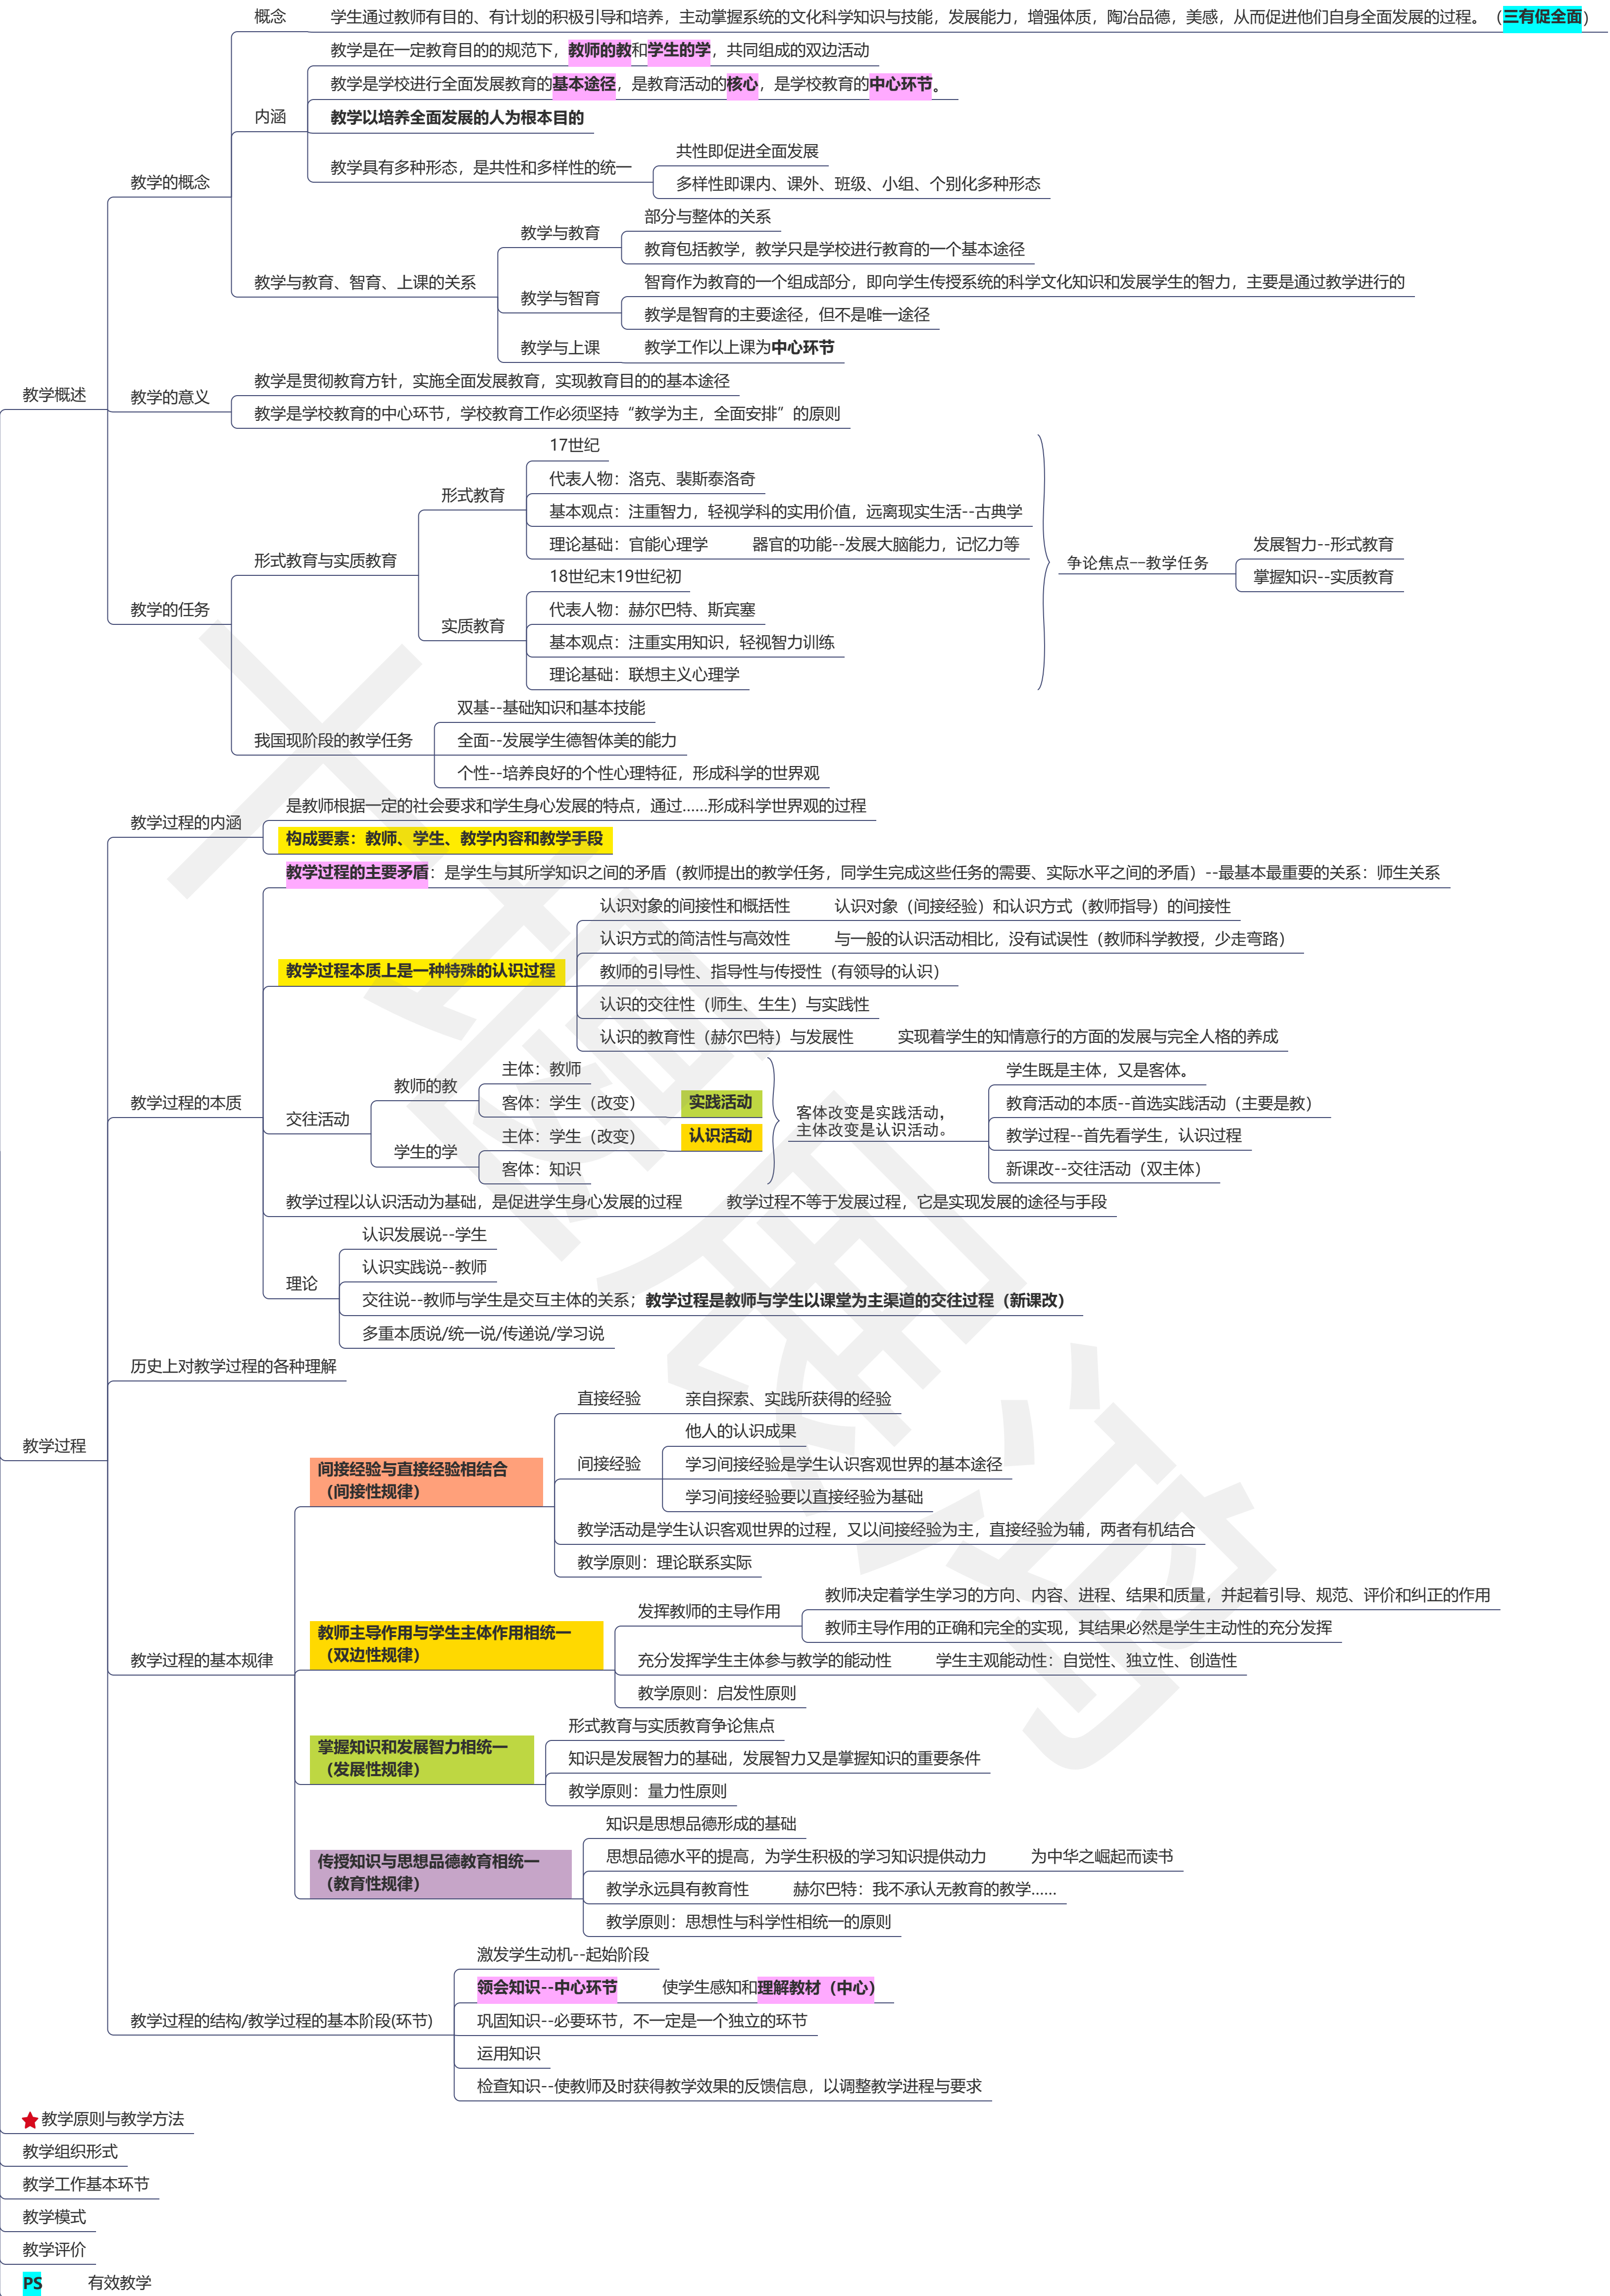 概念
学生通过教师有目的、有计划的积极引导和培养，主动掌握系统的文化科学知识与技能，发展能力，增强体质，陶冶品德，美感，从而促进他们自身全面发展的过程。（三有促全面）
教学是在一定教育目的的规范下，教师的教和学生的学，共同组成的双边活动
教学是学校进行全面发展教育的基本途径，是教育活动的核心，是学校教育的中心环节。
内涵
教学以培养全面发展的人为根本目的
教学具有多种形态，是共性和多样性的统一
共性即促进全面发展
多样性即课内、课外、班级、小组、个别化多种形态
教学的概念
教学与教育、智育、上课的关系
教学与教育
部分与整体的关系
教育包括教学，教学只是学校进行教育的一个基本途径
教学与智育
智育作为教育的一个组成部分，即向学生传授系统的科学文化知识和发展学生的智力，主要是通过教学进行的
教学是智育的主要途径，但不是唯一途径
教学与上课
教学工作以上课为中心环节
教学概述
教学的意义
教学是贯彻教育方针，实施全面发展教育，实现教育目的的基本途径
教学是学校教育的中心环节，学校教育工作必须坚持“教学为主，全面安排”的原则
教学的任务
形式教育与实质教育
形式教育
17世纪
代表人物：洛克、裴斯泰洛奇
基本观点：注重智力，轻视学科的实用价值，远离现实生活--古典学
理论基础：官能心理学
器官的功能--发展大脑能力，记忆力等
实质教育
18世纪末19世纪初
代表人物：赫尔巴特、斯宾塞
基本观点：注重实用知识，轻视智力训练
理论基础：联想主义心理学
争论焦点--教学任务
发展智力--形式教育
掌握知识--实质教育
我国现阶段的教学任务
双基--基础知识和基本技能
全面--发展学生德智体美的能力
个性--培养良好的个性心理特征，形成科学的世界观
教学过程
教学过程的内涵
是教师根据一定的社会要求和学生身心发展的特点，通过……形成科学世界观的过程
构成要素：教师、学生、教学内容和教学手段
教学过程的本质
教学过程的主要矛盾：是学生与其所学知识之间的矛盾（教师提出的教学任务，同学生完成这些任务的需要、实际水平之间的矛盾）--最基本最重要的关系：师生关系
教学过程本质上是一种特殊的认识过程
认识对象的间接性和概括性
认识对象（间接经验）和认识方式（教师指导）的间接性
认识方式的简洁性与高效性
与一般的认识活动相比，没有试误性（教师科学教授，少走弯路）
教师的引导性、指导性与传授性（有领导的认识）
认识的交往性（师生、生生）与实践性
认识的教育性（赫尔巴特）与发展性
实现着学生的知情意行的方面的发展与完全人格的养成
交往活动
教师的教
主体：教师
客体：学生（改变）
实践活动
学生的学
主体：学生（改变）
认识活动
客体：知识
客体改变是实践活动，
主体改变是认识活动。
学生既是主体，又是客体。
教育活动的本质--首选实践活动（主要是教）
教学过程--首先看学生，认识过程
新课改--交往活动（双主体）
教学过程以认识活动为基础，是促进学生身心发展的过程
教学过程不等于发展过程，它是实现发展的途径与手段
理论
认识发展说--学生
认识实践说--教师
交往说--教师与学生是交互主体的关系；教学过程是教师与学生以课堂为主渠道的交往过程（新课改）
多重本质说/统一说/传递说/学习说
历史上对教学过程的各种理解
教学过程的基本规律
间接经验与直接经验相结合
（间接性规律）
直接经验
亲自探索、实践所获得的经验
间接经验
他人的认识成果
学习间接经验是学生认识客观世界的基本途径
学习间接经验要以直接经验为基础
教学活动是学生认识客观世界的过程，又以间接经验为主，直接经验为辅，两者有机结合
教学原则：理论联系实际
教师主导作用与学生主体作用相统一
（双边性规律）
发挥教师的主导作用
教师决定着学生学习的方向、内容、进程、结果和质量，并起着引导、规范、评价和纠正的作用
教师主导作用的正确和完全的实现，其结果必然是学生主动性的充分发挥
充分发挥学生主体参与教学的能动性
学生主观能动性：自觉性、独立性、创造性
教学原则：启发性原则
掌握知识和发展智力相统一
（发展性规律）
形式教育与实质教育争论焦点
知识是发展智力的基础，发展智力又是掌握知识的重要条件
教学原则：量力性原则
传授知识与思想品德教育相统一
（教育性规律）
知识是思想品德形成的基础
思想品德水平的提高，为学生积极的学习知识提供动力
为中华之崛起而读书
教学永远具有教育性
赫尔巴特：我不承认无教育的教学……
教学原则：思想性与科学性相统一的原则
教学过程的结构/教学过程的基本阶段(环节)
激发学生动机--起始阶段
领会知识--中心环节
使学生感知和理解教材（中心）
巩固知识--必要环节，不一定是一个独立的环节
运用知识
检查知识--使教师及时获得教学效果的反馈信息，以调整教学进程与要求
教学原则与教学方法
教学组织形式
教学工作基本环节
教学模式
教学评价
PS
有效教学